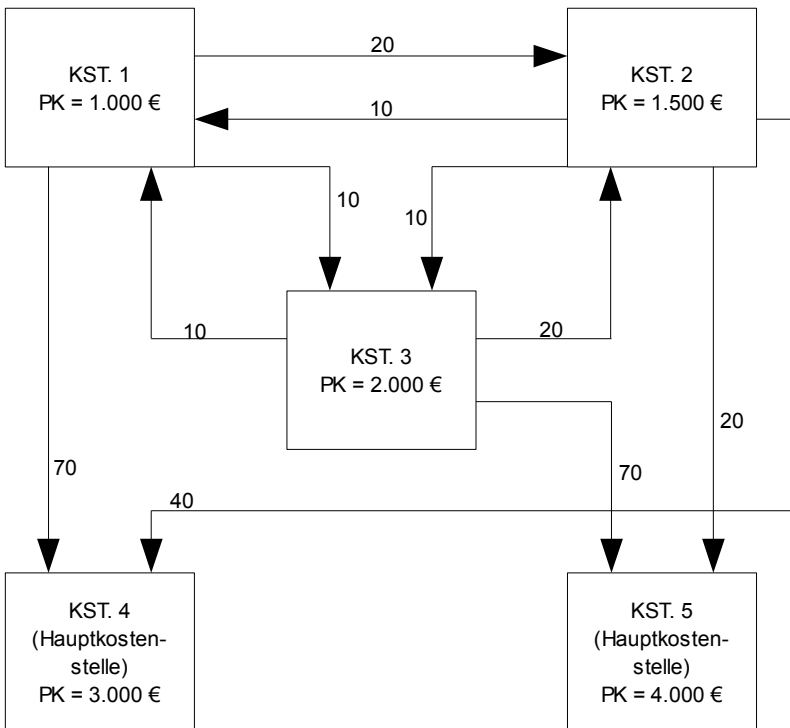 20
KST. 1
PK = 1.000 €
KST. 2
PK = 1.500 €
10
10
10
10
20
KST. 3
PK = 2.000 €
70
20
70
40
KST. 4
(Hauptkosten-
stelle)
PK = 3.000 €
KST. 5
(Hauptkosten-
stelle)
PK = 4.000 €